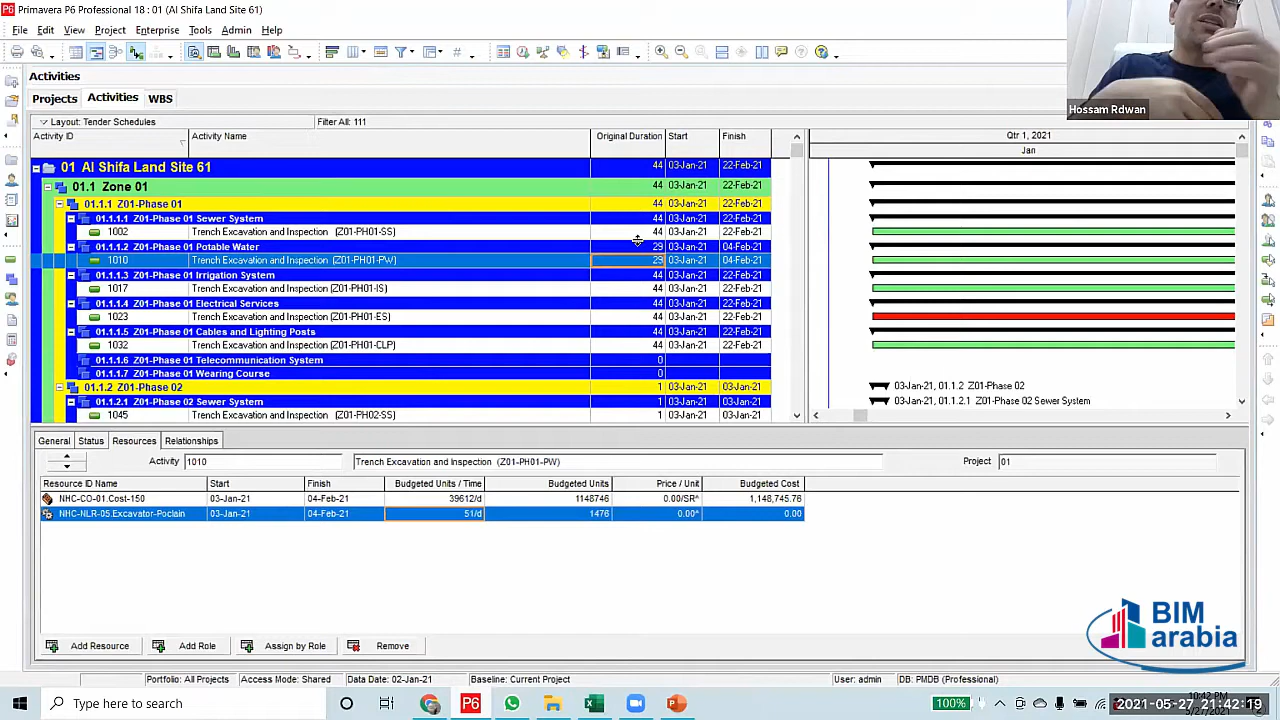 Primavera P6 Professional 18 : 01 (Al Shifa Land Site 61)
File Edit View Project Enterprise Tools Admin Help
Activities
Projects Activities WBS
Hossam Rdwan
Layout: Tender Schedules Filter All: 111
Activity ID Activity Name Original Duration Start Finish Qtr 1, 2021
Jan
01 Al Shifa Land Site 61 44 03-Jan-21 22-Feb-21
01.1 Zone 01 44 03-Jan-21 22-Feb-21
01.1.1 Z01-Phase 01 44 03-Jan-21 22-Feb-21
01.1.1.1 Z01-Phase 01 Sewer System 44 03-Jan-21 22-Feb-21
1002 Trench Excavation and Inspection (Z01-PH01-SS) 44 03-Jan-21 22-Feb-21
01.1.1.2 Z01-Phase 01 Potable Water 29 03-Jan-21 04-Feb-21
1010 Trench Excavation and Inspection (Z01-PH01-PW) 29 03-Jan-21 04-Feb-21
01.1.1.3 Z01-Phase 01 Irrigation System 44 03-Jan-21 22-Feb-21
1017 Trench Excavation and Inspection (Z01-PH01-IS) 44 03-Jan-21 22-Feb-21
01.1.1.4 Z01-Phase 01 Electrical Services 44 03-Jan-21 22-Feb-21
1023 Trench Excavation and Inspection (Z01-PH01-ES) 44 03-Jan-21 22-Feb-21
01.1.1.5 Z01-Phase 01 Cables and Lighting Posts 44 03-Jan-21 22-Feb-21
1032 Trench Excavation and Inspection (Z01-PH01-CLP) 44 03-Jan-21 22-Feb-21
01.1.1.6 Z01-Phase 01 Telecommunication System 0
01.1.1.7 Z01-Phase 01 Wearing Course 0
01.1.2 Z01-Phase 02 1 03-Jan-21 03-Jan-21 03-Jan-21, 01.1.2 Z01-Phase 02
01.1.2.1 Z01-Phase 02 Sewer System 1 03-Jan-21 03-Jan-21 03-Jan-21, 01.1.2.1 Z01-Phase 02 Sewer System
1045 Trench Excavation and Inspection (Z01-PH02-SS) 1 03-Jan-21 03-Jan-21
General Status Resources Relationships
Activity 1010 Trench Excavation and Inspection (Z01-PH01-PW) Project 01
Resource ID Name Start Finish Budgeted Units / Time Budgeted Units Price / Unit Budgeted Cost
NHC-CO-01.Cost-150 03-Jan-21 04-Feb-21 39612/d 1148746 0.00/SR^ 1,148,745.76
NHC-NLR-05.Excavator-Poclain 03-Jan-21 04-Feb-21 51/d 1476 0.00^ 0.00
BIM
arabia
Add Resource Add Role Assign by Role Remove
Portfolio: All Projects Access Mode: Shared Data Date: 02-Jan-21 Baseline: Current Project User: admin DB: PMDB (Professional)
Type here to search 100% 10:42 PM
2021-05-27 21:42:19